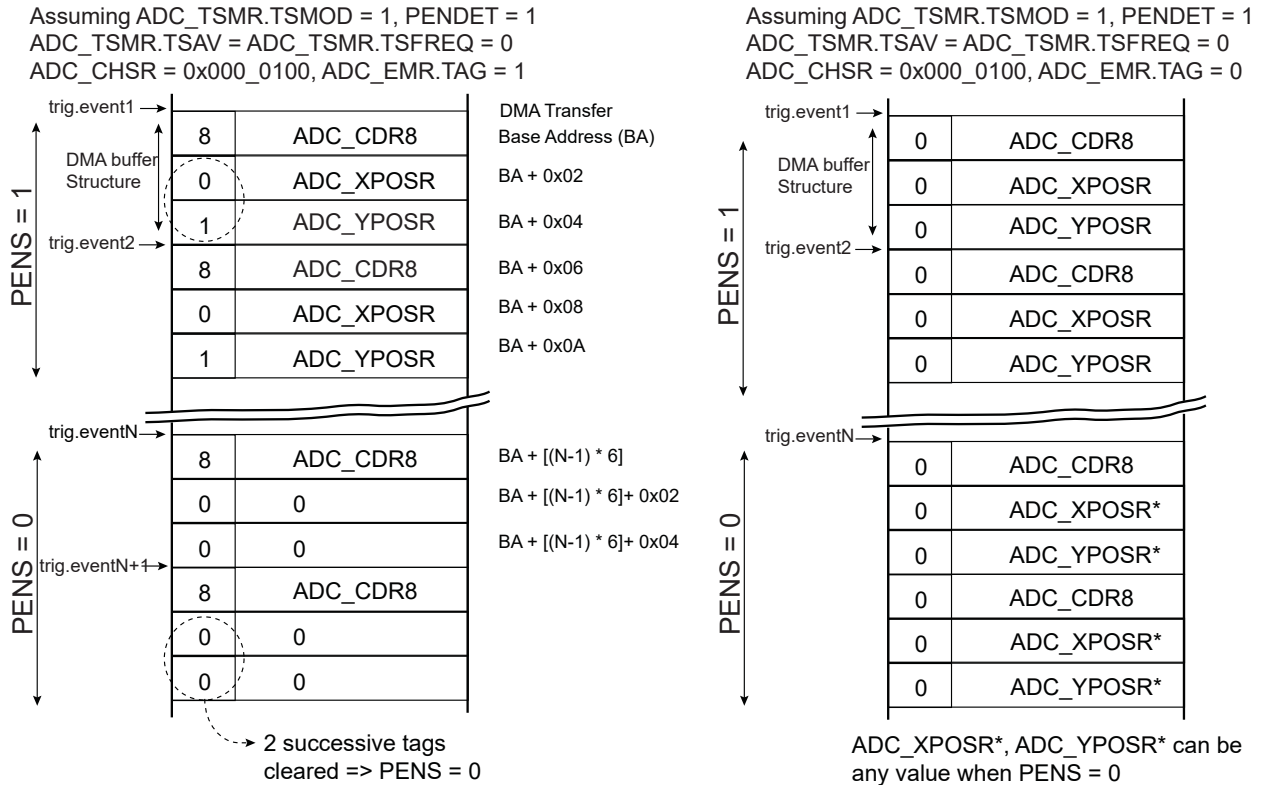 Assuming ADC_TSMR.TSMOD = 1, PENDET = 1
ADC_TSMR.TSAV = ADC_TSMR.TSFREQ = 0
ADC_CHSR = 0x000_0100, ADC_EMR.TAG = 1
trig.event1
DMA Transfer
8 ADC_CDR8 Base Address (BA)
DMA buffer
Structure
0 ADC_XPOSR BA + 0x02
1 ADC_YPOSR BA + 0x04
PENS = 1
trig.event2
8 ADC_CDR8 BA + 0x06
0 ADC_XPOSR BA + 0x08
1 ADC_YPOSR BA + 0x0A
trig.eventN
8 ADC_CDR8 BA + [(N-1) * 6]
0 0 BA + [(N-1) * 6]+ 0x02
0 0 BA + [(N-1) * 6]+ 0x04
PENS = 0
trig.eventN+1
8 ADC_CDR8
0 0
0 0
2 successive tags
cleared => PENS = 0
Assuming ADC_TSMR.TSMOD = 1, PENDET = 1
ADC_TSMR.TSAV = ADC_TSMR.TSFREQ = 0
ADC_CHSR = 0x000_0100, ADC_EMR.TAG = 0
trig.event1
0 ADC_CDR8
DMA buffer
Structure
0 ADC_XPOSR
0 ADC_YPOSR
PENS = 1
trig.event2
0 ADC_CDR8
0 ADC_XPOSR
0 ADC_YPOSR
trig.eventN
0 ADC_CDR8
0 ADC_XPOSR*
0 ADC_YPOSR*
PENS = 0
0 ADC_CDR8
0 ADC_XPOSR*
0 ADC_YPOSR*
ADC_XPOSR*, ADC_YPOSR* can be
any value when PENS = 0